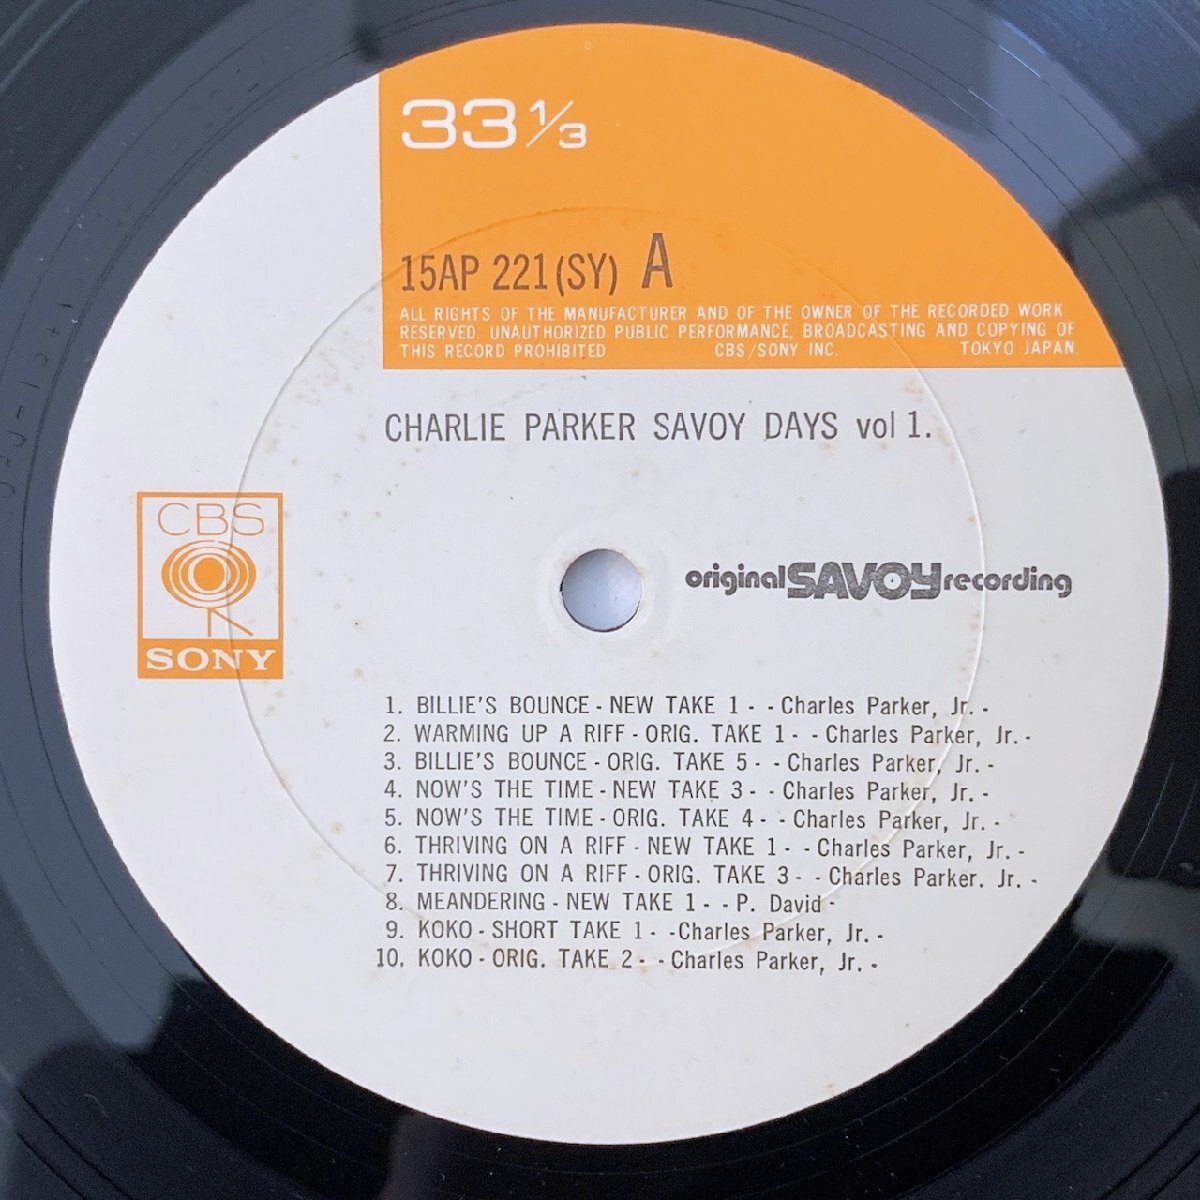 33 1/3
15AP 221(SY) A
ALL RIGHTS OF THE MANUFACTURER AND OF THE OWNER OF THE RECORDED WORK
RESERVED. UNAUTHORIZED PUBLIC PERFORMANCE, BROADCASTING AND COPYING OF
THIS RECORD PROHIBITED. CBS/SONY INC. TOKYO JAPAN.
CHARLIE PARKER SAVOY DAYS vol 1.
CBS
SONY
original SAVOY recording
1. BILLIE'S BOUNCE - NEW TAKE 1 - - Charles Parker, Jr. -
2. WARMING UP A RIFF - ORIG. TAKE 1 - - Charles Parker, Jr. -
3. BILLIE'S BOUNCE - ORIG. TAKE 5 - - Charles Parker, Jr. -
4. NOW'S THE TIME - NEW TAKE 3 - - Charles Parker, Jr. -
5. NOW'S THE TIME - ORIG. TAKE 4 - - Charles Parker, Jr. -
6. THRIVING ON A RIFF - NEW TAKE 1 - - Charles Parker, Jr. -
7. THRIVING ON A RIFF - ORIG. TAKE 3 - - Charles Parker. Jr. -
8. MEANDERING - NEW TAKE 1 - - P. David -
9. KOKO - SHORT TAKE 1 - - Charles Parker, Jr. -
10. KOKO - ORIG. TAKE 2 - - Charles Parker, Jr. -